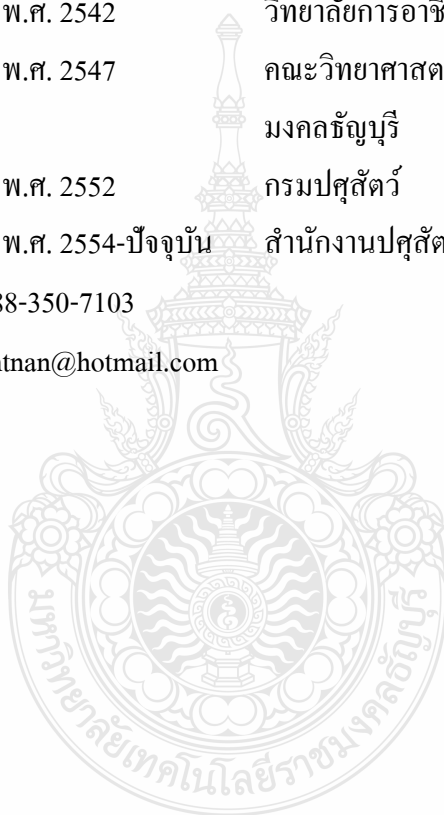 พ.ศ. 2542 วิทยาลัยการอาชี
พ.ศ. 2547 คณะวิทยาศาสต
มงคลธัญบุรี
พ.ศ. 2552 กรมปศุสัตว์
พ.ศ. 2554-ปัจจุบัน สำนักงานปศุสัต
88-350-7103
ntnan@hotmail.com
มหาวิทยาลัยเทคโนโลยีราชมงคลธัญบุรี